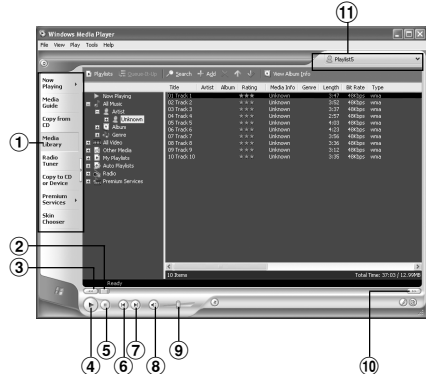 11
Windows Media Player
File View Play Tools Help
Playlist5
Now Playing
Media Guide
Copy from CD
Media Library
Radio Tuner
Copy to CD or Device
Premium Services
Skin Chooser
Playlists Queue-It-Up Search Add View Album Info
Now Playing
All Music
Artist
Unknown
Album
Genre
All Video
Other Media
My Playlists
Auto Playlists
Radio
Premium Services
Title Artist Album Rating Media Info Genre Length Bit Rate Type
01 Track 1 Unknown 3:47 48Kbps wma
02 Track 2 Unknown 3:52 48Kbps wma
03 Track 3 Unknown 3:37 48Kbps wma
04 Track 4 Unknown 2:57 48Kbps wma
05 Track 5 Unknown 4:03 48Kbps wma
06 Track 6 Unknown 4:23 48Kbps wma
07 Track 7 Unknown 3:56 48Kbps wma
08 Track 8 Unknown 3:36 48Kbps wma
09 Track 9 Unknown 3:12 48Kbps wma
10 Track 10 Unknown 3:35 48Kbps wma
10 Items Total Time: 37:03 / 12.99MB
Ready
1
2
3
4
5
6
7
8
9
10